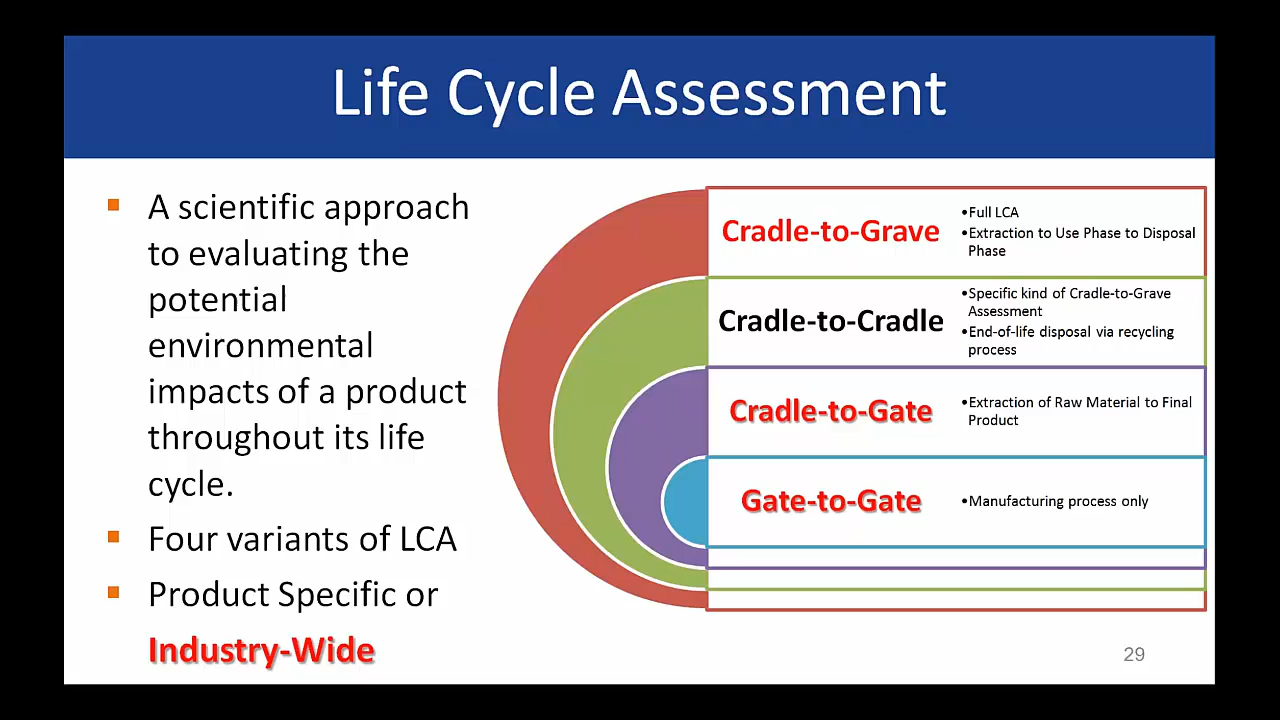 Life Cycle Assessment
▪ A scientific approach
to evaluating the
potential
environmental
impacts of a product
throughout its life
cycle.
▪ Four variants of LCA
▪ Product Specific or
Industry-Wide
Cradle-to-Grave
•Full LCA
•Extraction to Use Phase to Disposal
Phase
Cradle-to-Cradle
•Specific kind of Cradle-to-Grave
Assessment
•End-of-life disposal via recycling
process
Cradle-to-Gate
•Extraction of Raw Material to Final
Product
Gate-to-Gate
•Manufacturing process only
29